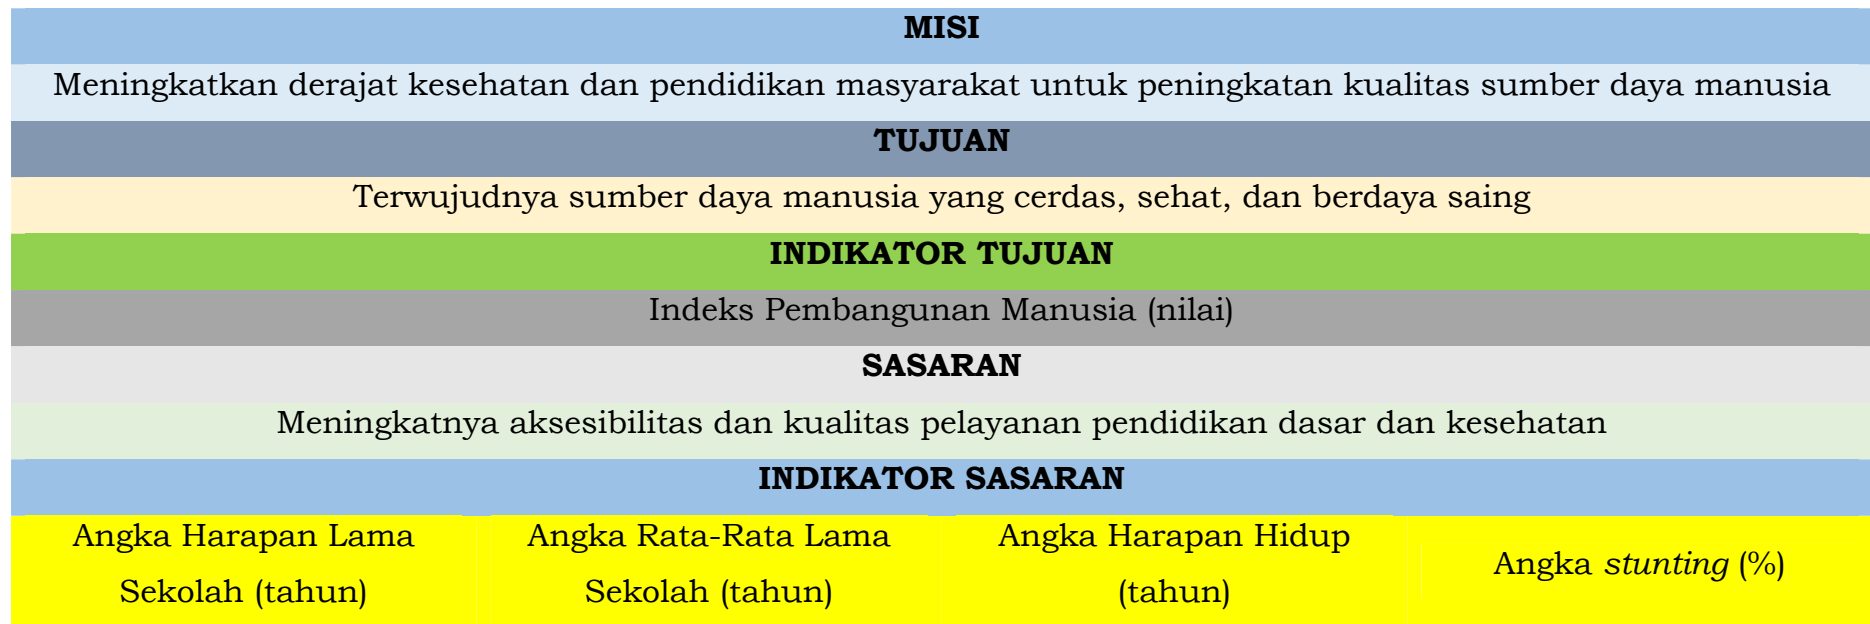 MISI
Meningkatkan derajat kesehatan dan pendidikan masyarakat untuk peningkatan kualitas sumber daya manusia
TUJUAN
Terwujudnya sumber daya manusia yang cerdas, sehat, dan berdaya saing
INDIKATOR TUJUAN
Indeks Pembangunan Manusia (nilai)
SASARAN
Meningkatnya aksesibilitas dan kualitas pelayanan pendidikan dasar dan kesehatan
INDIKATOR SASARAN
Angka Harapan Lama
Sekolah (tahun)
Angka Rata-Rata Lama
Sekolah (tahun)
Angka Harapan Hidup
(tahun)
Angka stunting (%)